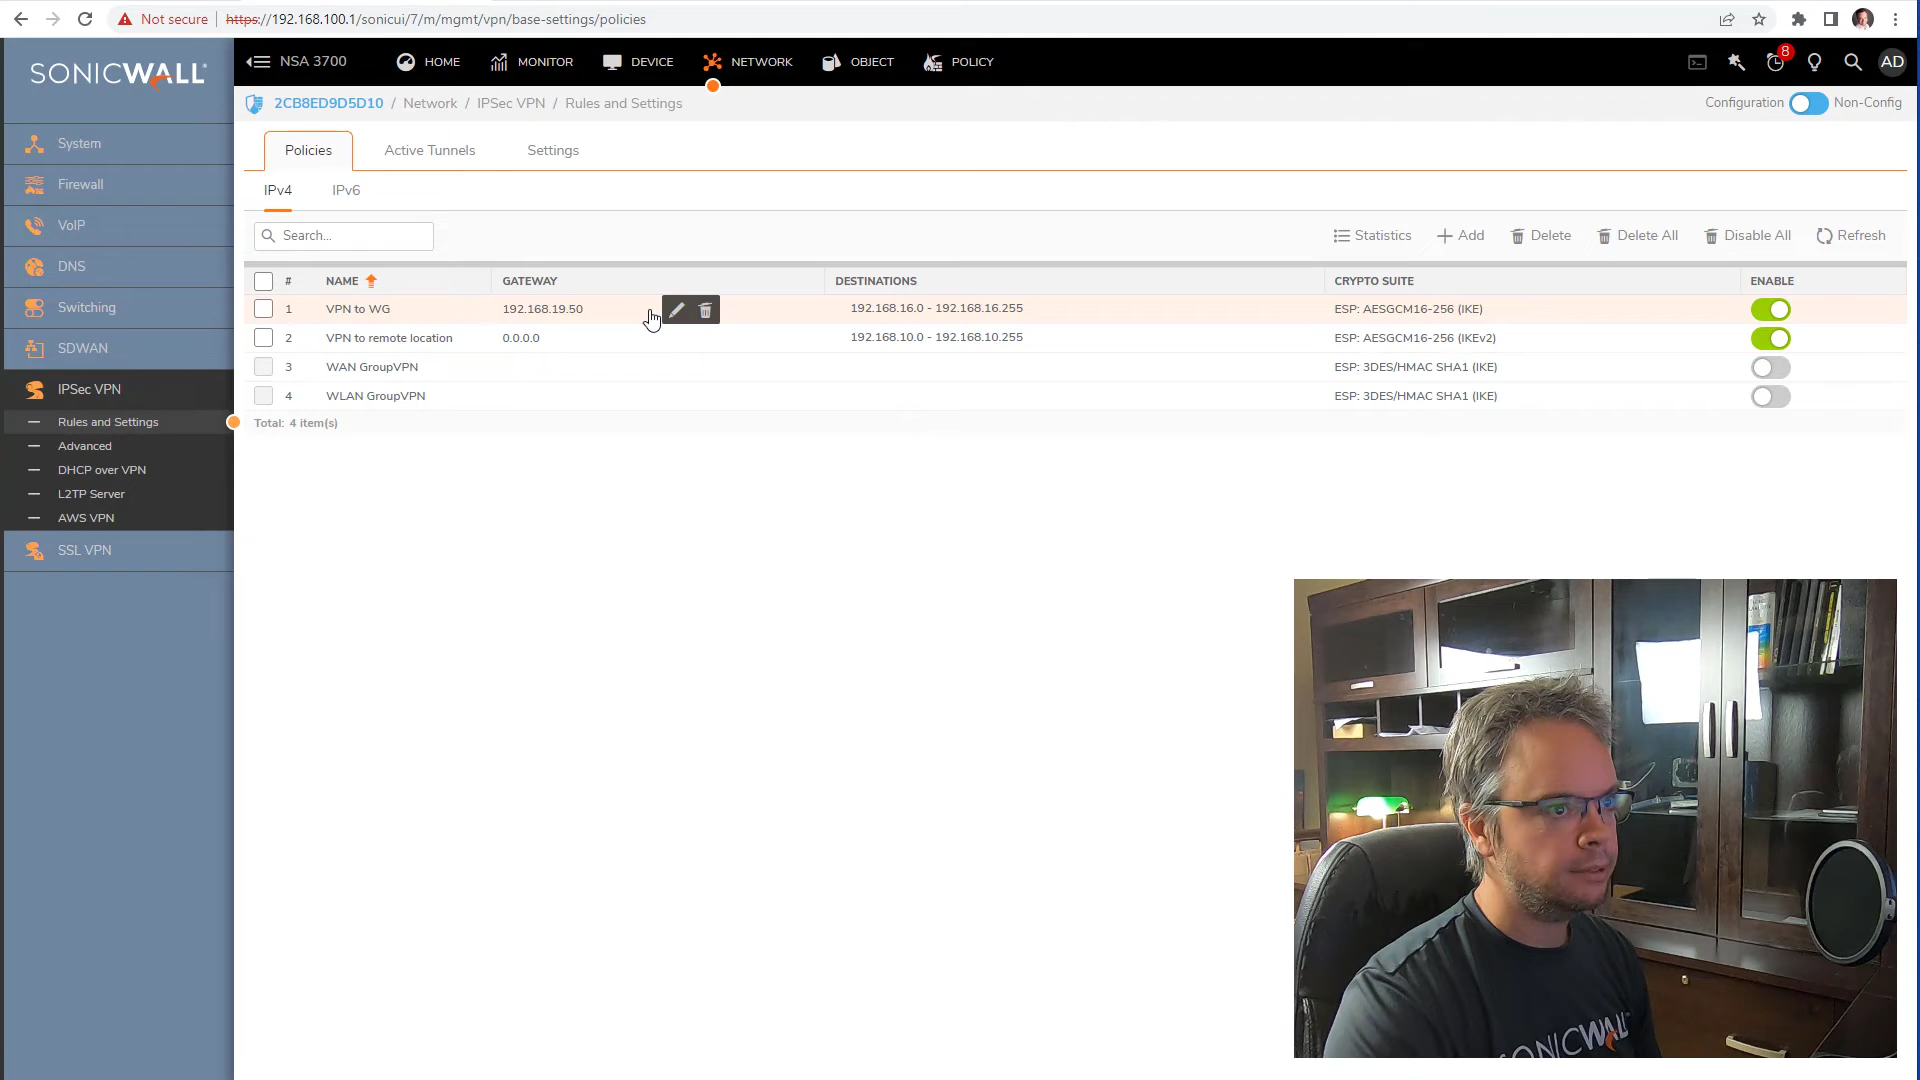 Not secure | https://192.168.100.1/sonicui/7/m/mgmt/vpn/base-settings/policies
SONICWALL
NSA 3700
HOME
MONITOR
DEVICE
NETWORK
OBJECT
POLICY
8
AD
2CB8ED9D5D10 / Network / IPSec VPN / Rules and Settings
Configuration
Non-Config
System
Firewall
VoIP
DNS
Switching
SDWAN
IPSec VPN
Rules and Settings
Advanced
DHCP over VPN
L2TP Server
AWS VPN
SSL VPN
Policies
Active Tunnels
Settings
IPv4
IPv6
Search...
Statistics
Add
Delete
Delete All
Disable All
Refresh
# NAME GATEWAY DESTINATIONS CRYPTO SUITE ENABLE
1 VPN to WG 192.168.19.50 192.168.16.0 - 192.168.16.255 ESP: AESGCM16-256 (IKE)
2 VPN to remote location 0.0.0.0 192.168.10.0 - 192.168.10.255 ESP: AESGCM16-256 (IKEv2)
3 WAN GroupVPN ESP: 3DES/HMAC SHA1 (IKE)
4 WLAN GroupVPN ESP: 3DES/HMAC SHA1 (IKE)
Total: 4 item(s)
SONICWALL